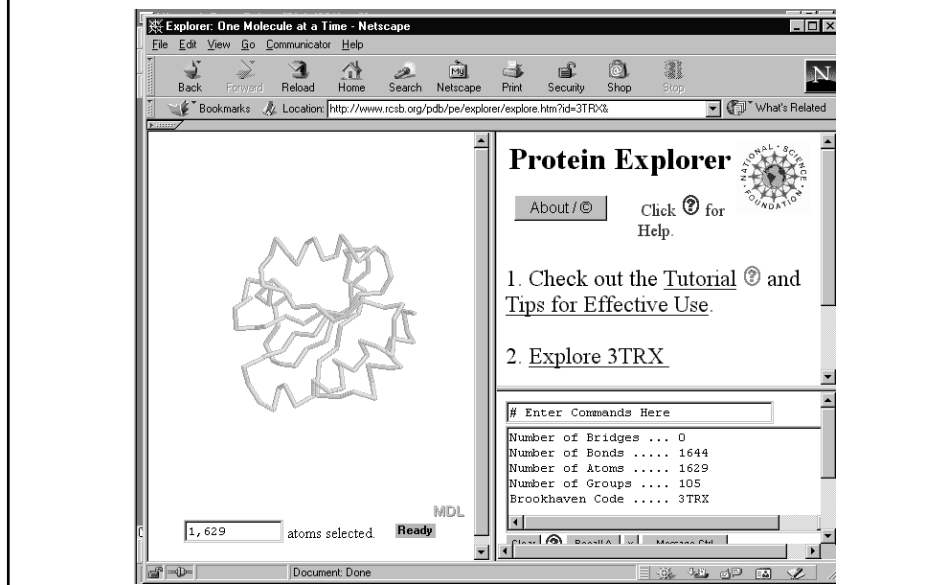 Explorer: One Molecule at a Time - Netscape
File Edit View Go Communicator Help
Back Forward Reload Home Search Netscape Print Security Shop Stop
My
N
Bookmarks Location: http://www.rcsb.org/pdb/pe/explorer/explore.htm?id=3TRX& What's Related
Protein Explorer
NATIONAL SCIENCE FOUNDATION
About / ©
Click ? for
Help.
1. Check out the Tutorial ? and
Tips for Effective Use.
2. Explore 3TRX
# Enter Commands Here
Number of Bridges ... 0
Number of Bonds ..... 1644
Number of Atoms ..... 1629
Number of Groups .... 105
Brookhaven Code ..... 3TRX
MDL
1,629 atoms selected. Ready
Document: Done